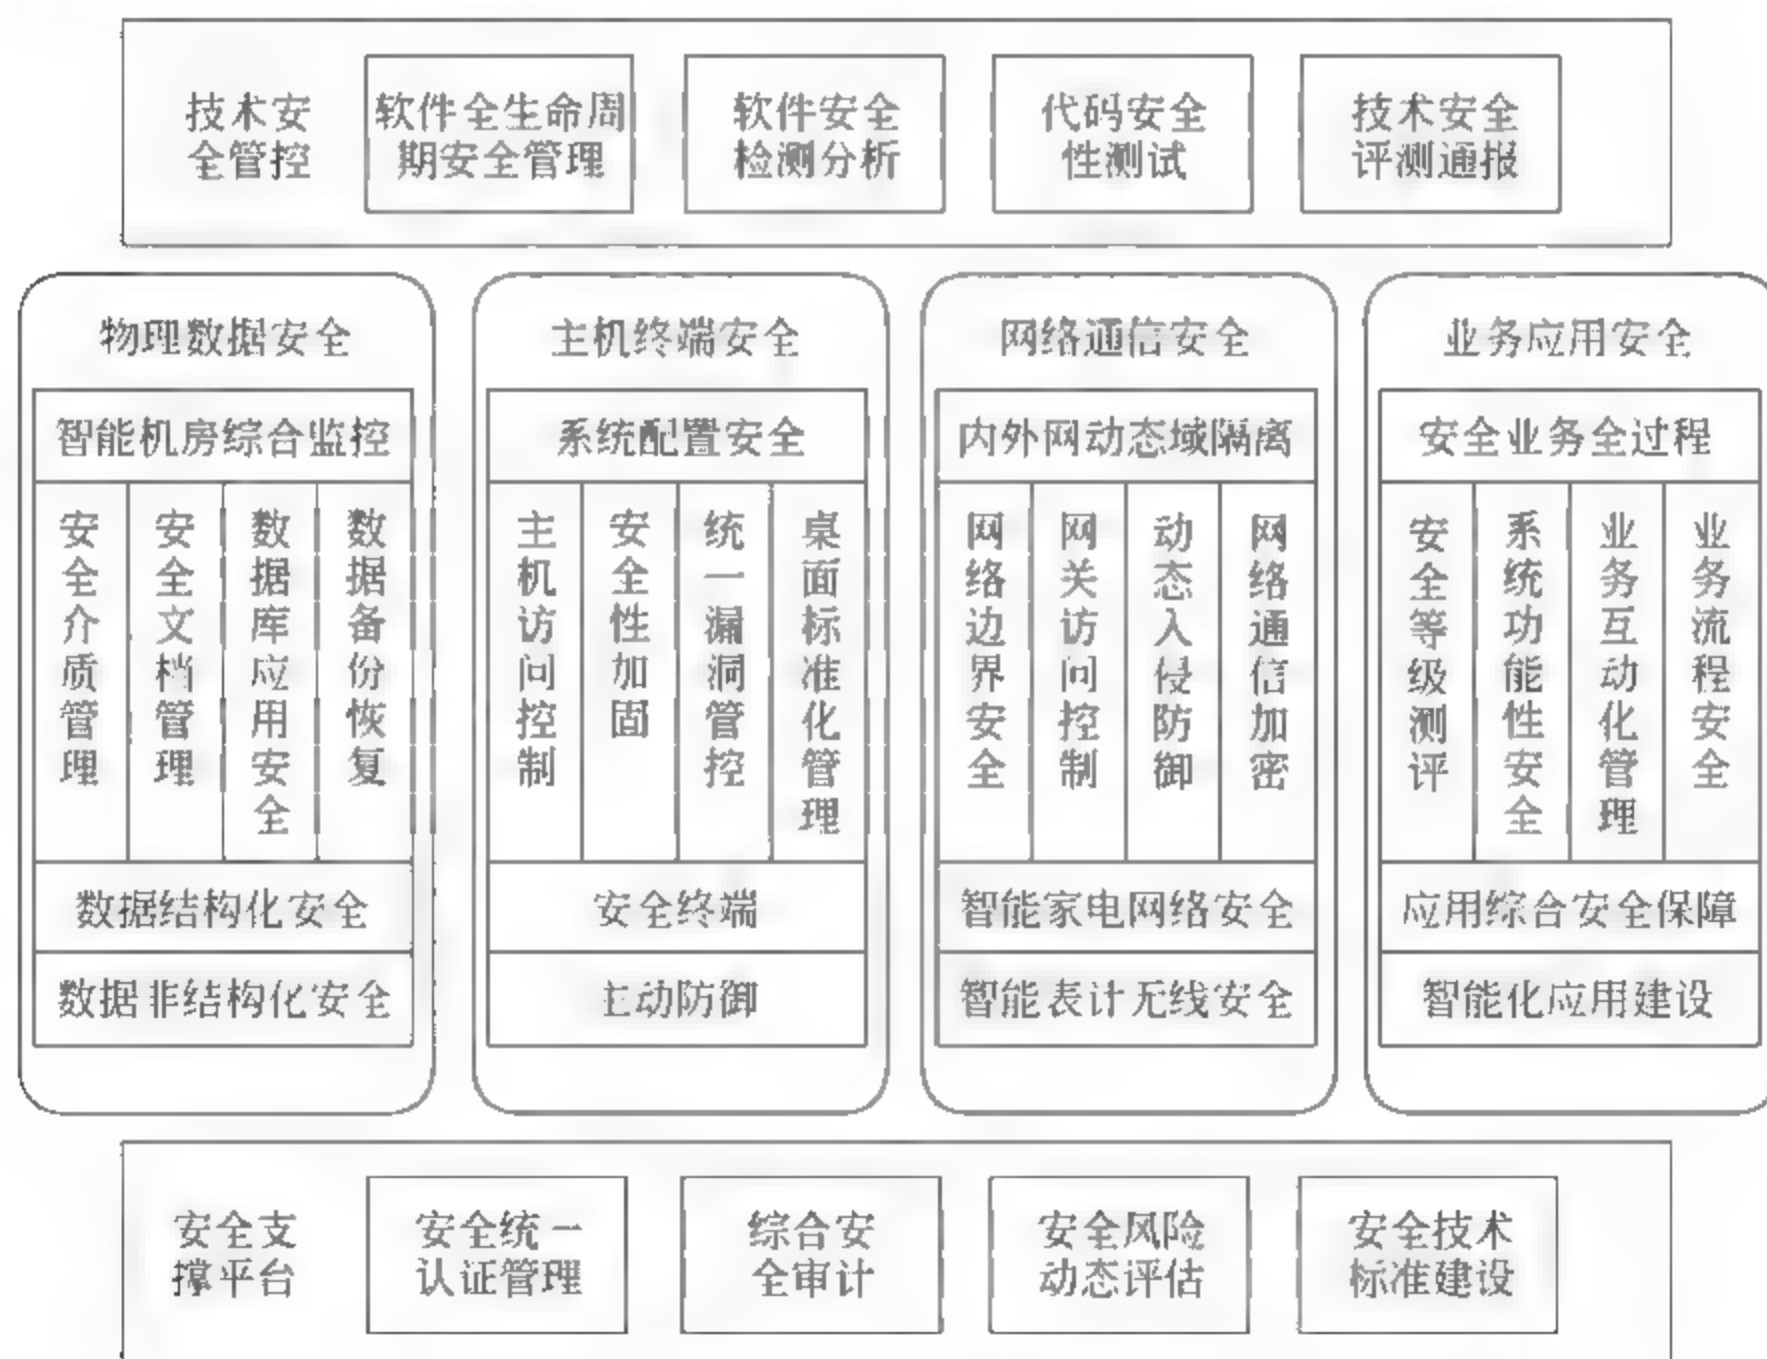 技术安
全管控
软件全生命周
期安全管理
软件安全
检测分析
代码安全
性测试
技术安全
评测通报
物理数据安全
智能机房综合监控
安全介质管理
安全文档管理
数据库应用安全
数据备份恢复
数据结构化安全
数据非结构化安全
主机终端安全
系统配置安全
主机访问控制
安全性加固
统一漏洞管控
桌面标准化管理
安全终端
主动防御
网络通信安全
内外网动态域隔离
网络边界安全
网关访问控制
动态入侵防御
网络通信加密
智能家电网络安全
智能表计无线安全
业务应用安全
安全业务全过程
安全等级测评
系统功能性安全
业务互动化管理
业务流程安全
应用综合安全保障
智能化应用建设
安全支
撑平台
安全统一
认证管理
综合安
全审计
安全风险
动态评估
安全技术
标准建设